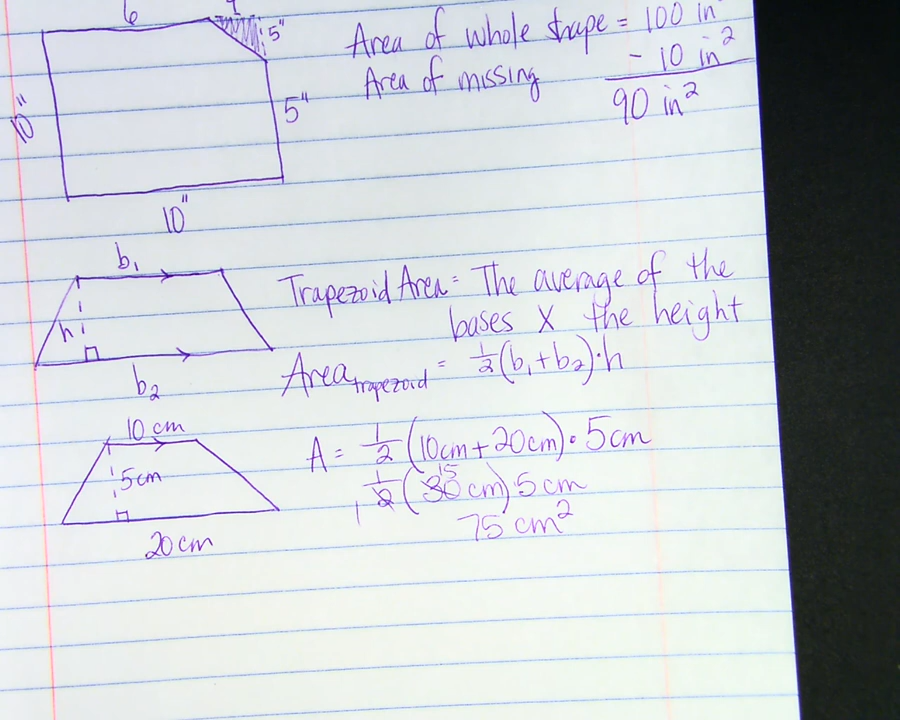 6
5"
Area of whole shape = 100 in
Area of missing - 10 in²
90 in²
10"
5"
10"
b₁
h
b₂
Trapezoid Area = The average of the
bases X the height
Area trapezoid = 1/2 (b₁+b₂)·h
10 cm
5cm
20cm
A = 1/2 (10cm+20cm)· 5cm
1 1/2 (30 15 cm) 5 cm
75 cm²